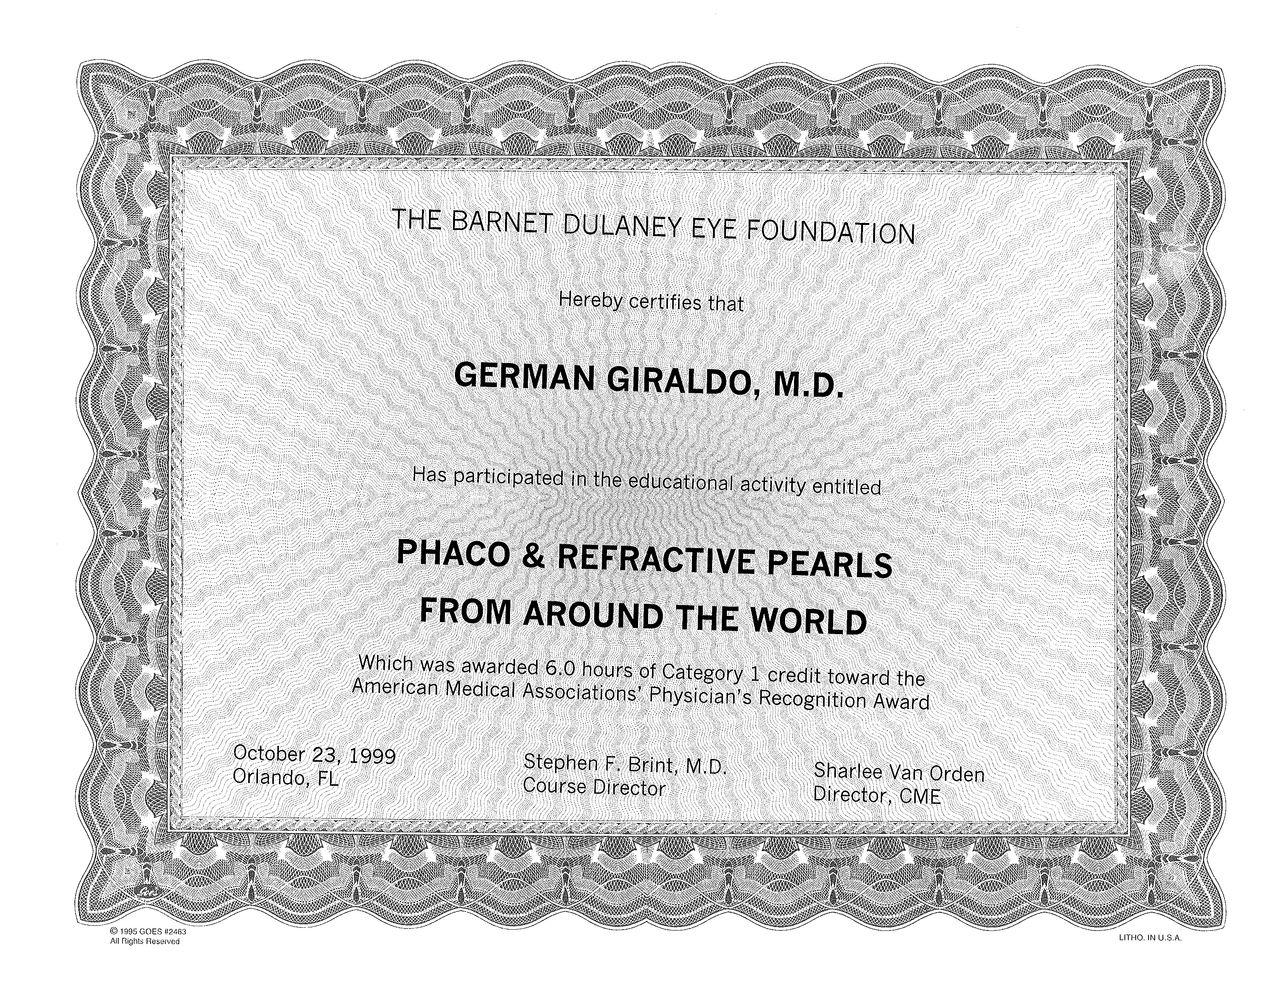 THE BARNET DULANEY EYE FOUNDATION
Hereby certifies that
GERMAN GIRALDO, M.D.
Has participated in the educational activity entitled
PHACO & REFRACTIVE PEARLS
FROM AROUND THE WORLD
Which was awarded 6.0 hours of Category 1 credit toward the
American Medical Associations' Physician's Recognition Award
October 23, 1999
Orlando, FL
Stephen F. Brint, M.D.
Course Director
Sharlee Van Orden
Director, CME
Goes
© 1995 GOES #2463
All Rights Reserved
LITHO. IN U.S.A.